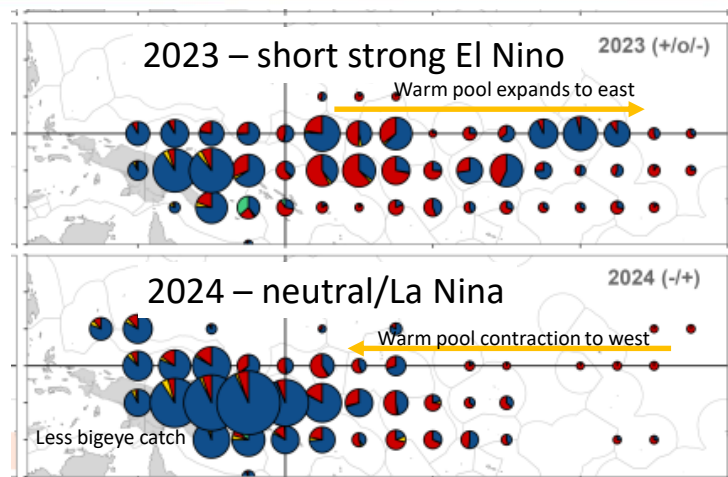 2023 – short strong El Nino
2023 (+/o/-)
Warm pool expands to east
2024 – neutral/La Nina
2024 (-/+)
Warm pool contraction to west
Less bigeye catch